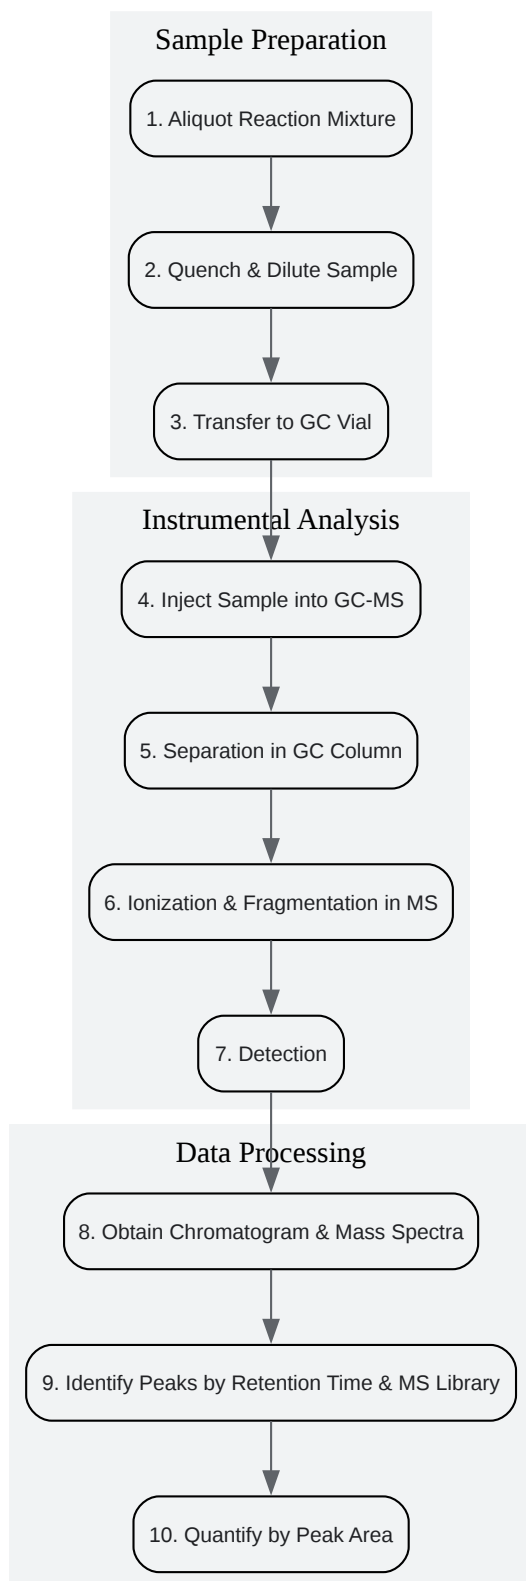 Sample Preparation
1. Aliquot Reaction Mixture
2. Quench & Dilute Sample
3. Transfer to GC Vial
Instrumental Analysis
4. Inject Sample into GC-MS
5. Separation in GC Column
6. Ionization & Fragmentation in MS
7. Detection
Data Processing
8. Obtain Chromatogram & Mass Spectra
9. Identify Peaks by Retention Time & MS Library
10. Quantify by Peak Area